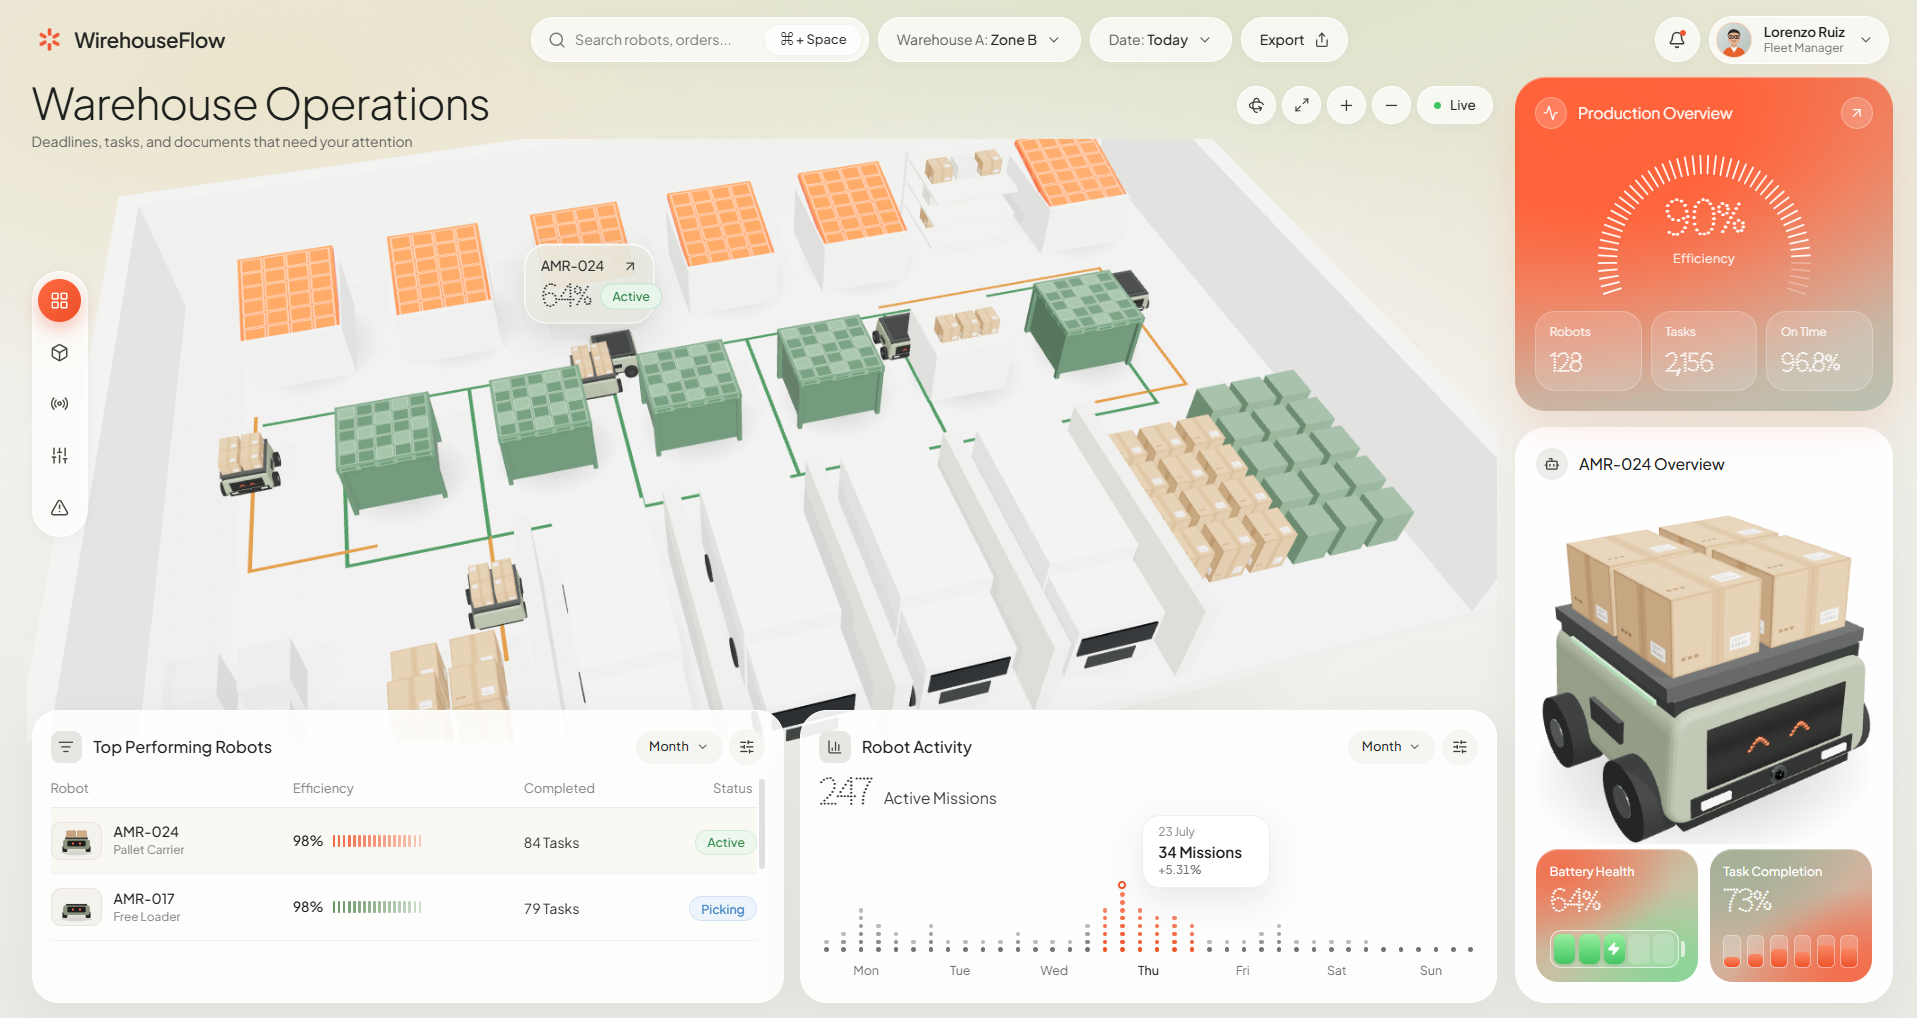 WirehouseFlow
Search robots, orders...
⌘ + Space
Warehouse A: Zone B
Date: Today
Export
Lorenzo Ruiz
Fleet Manager
Warehouse Operations
Deadlines, tasks, and documents that need your attention
Live
AMR-024
64%
Active
Production Overview
90%
Efficiency
Robots
128
Tasks
2,156
On Time
96.8%
AMR-024 Overview
Battery Health
64%
Task Completion
73%
Top Performing Robots
Month
Robot
Efficiency
Completed
Status
AMR-024
Pallet Carrier
98%
84 Tasks
Active
AMR-017
Free Loader
98%
79 Tasks
Picking
Robot Activity
Month
247
Active Missions
23 July
34 Missions
+5.31%
Mon
Tue
Wed
Thu
Fri
Sat
Sun